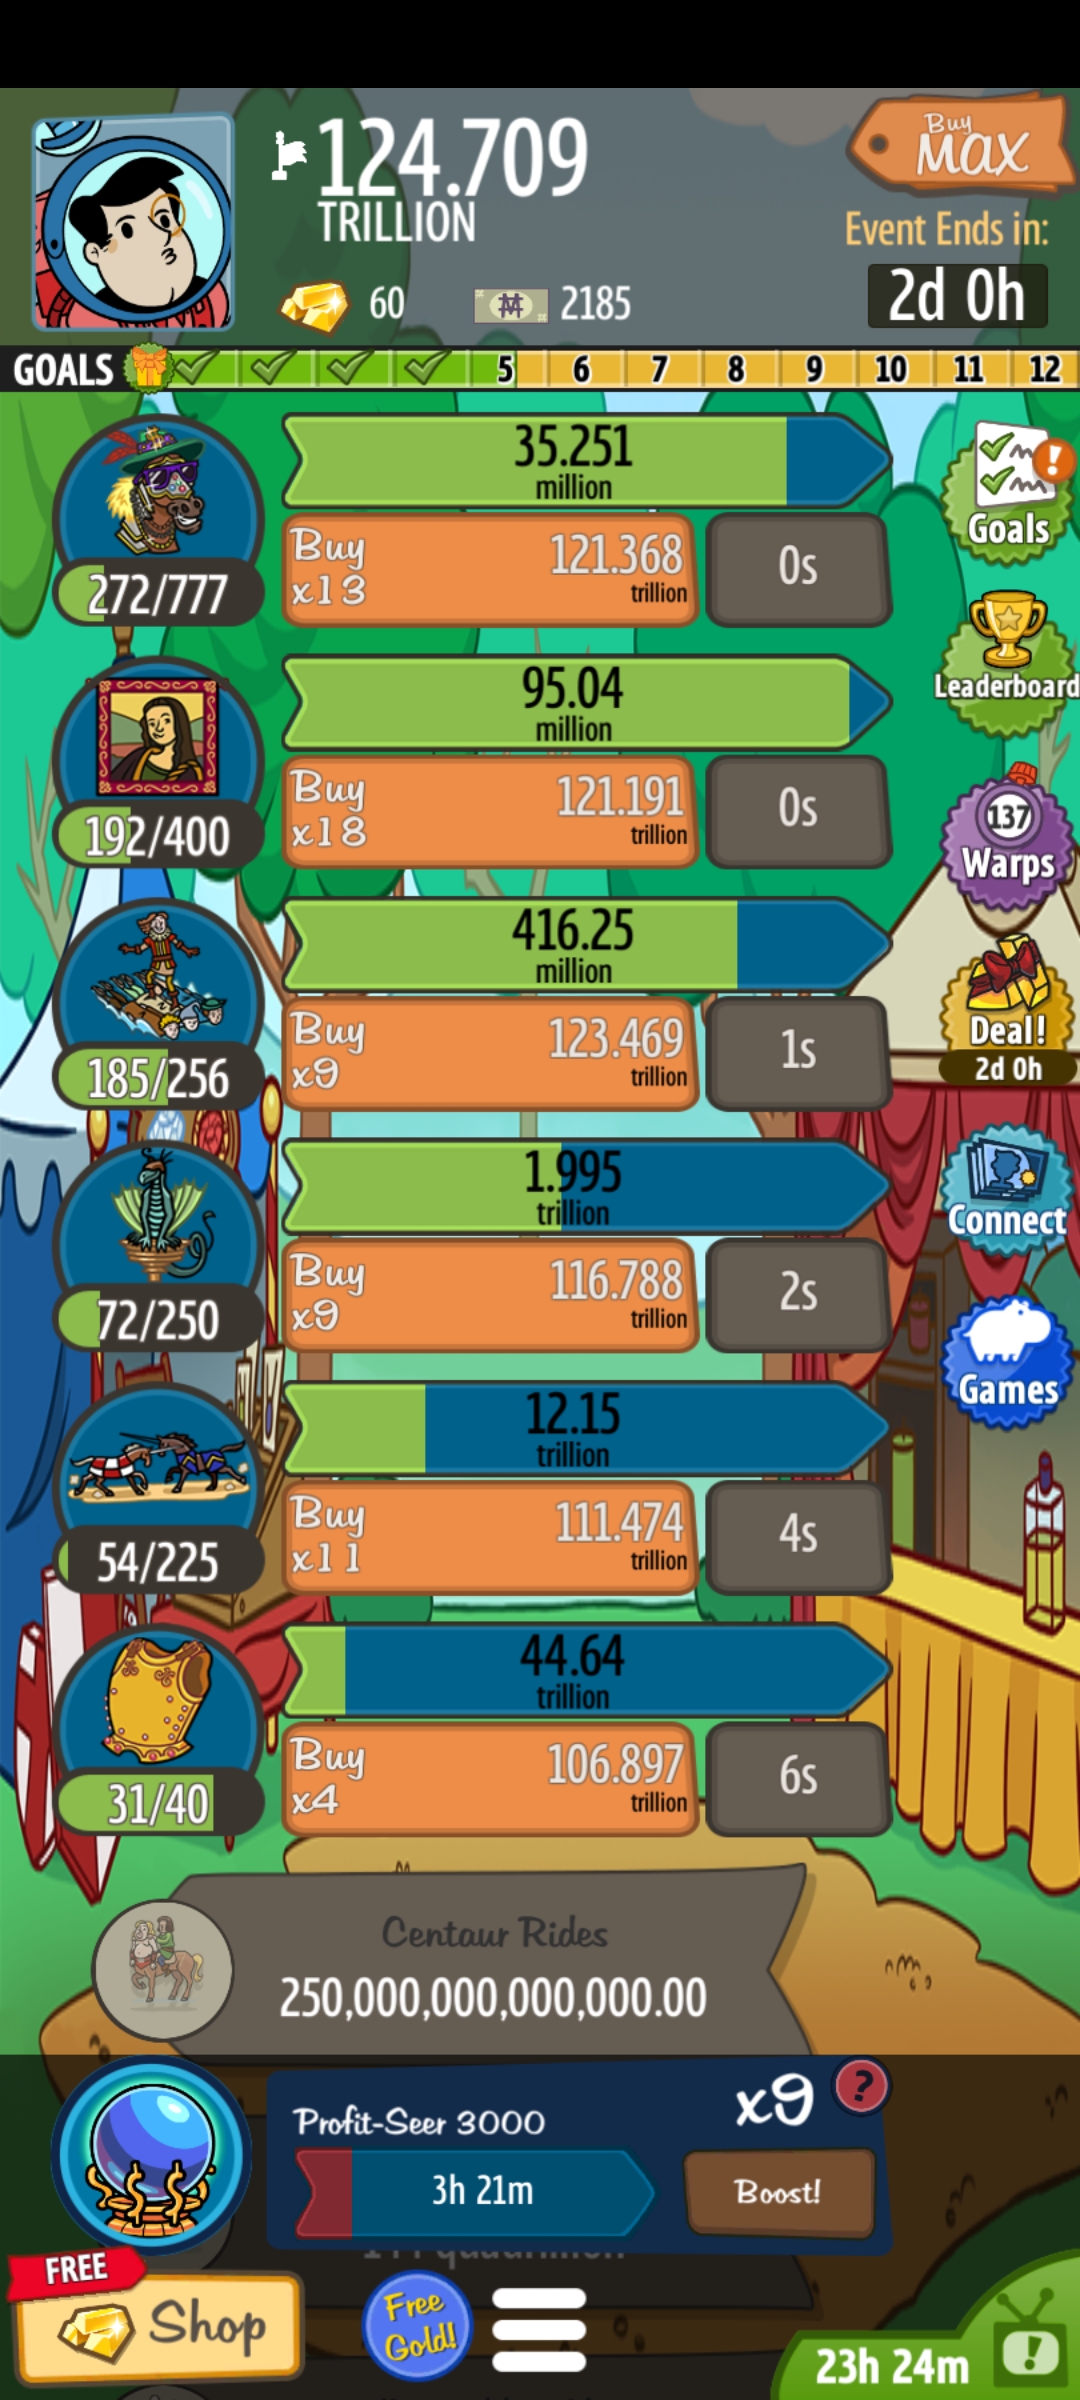 124.709
TRILLION
60
2185
Buy
MAX
Event Ends in:
2d 0h
GOALS
5
6
7
8
9
10
11
12
35.251
million
272/777
Buy
x13
121.368
trillion
0s
Goals
95.04
million
192/400
Buy
x18
121.191
trillion
0s
Leaderboard
137
Warps
416.25
million
185/256
Buy
x9
123.469
trillion
1s
Deal!
2d 0h
1.995
trillion
72/250
Buy
x9
116.788
trillion
2s
Connect
Games
12.15
trillion
54/225
Buy
x11
111.474
trillion
4s
44.64
trillion
31/40
Buy
x4
106.897
trillion
6s
Centaur Rides
250,000,000,000,000.00
Profit-Seer 3000
x9
?
3h 21m
Boost!
FREE
Shop
Free
Gold!
23h 24m